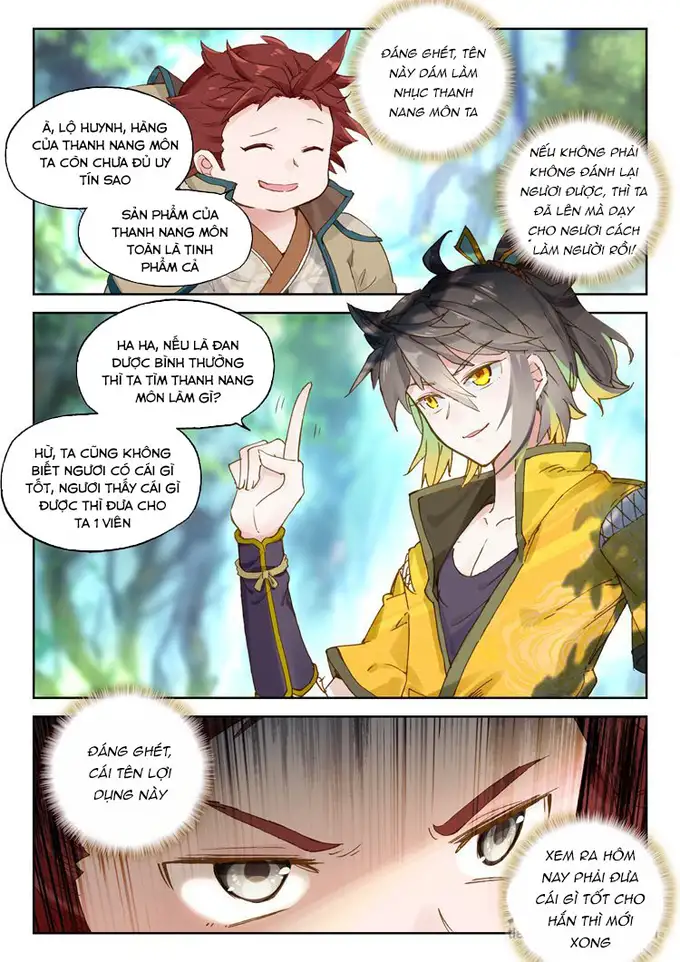 ĐÁNG GHÉT, TÊN
NÀY DÁM LÀM
NHỤC THANH
NANG MÔN TA
À, LỘ HUYNH, HÀNG
CỦA THANH NANG MÔN
TA CÒN CHƯA ĐỦ UY
TÍN SAO
NẾU KHÔNG PHẢI
KHÔNG ĐÁNH LẠI
NGƯƠI ĐƯỢC, THÌ TA
ĐÃ LÊN MÀ DẠY
CHO NGƯƠI CÁCH
LÀM NGƯỜI RỒI!
SẢN PHẨM CỦA
THANH NANG MÔN
TOÀN LÀ TINH
PHẨM CẢ
HA HA, NẾU LÀ ĐAN
DƯỢC BÌNH THƯỜNG
THÌ TA TÌM THANH NANG
MÔN LÀM GÌ?
HỪ, TA CŨNG KHÔNG
BIẾT NGƯƠI CÓ CÁI GÌ
TỐT, NGƯƠI THẤY CÁI GÌ
ĐƯỢC THÌ ĐƯA CHO
TA 1 VIÊN
ĐÁNG GHÉT,
CÁI TÊN LỢI
DỤNG NÀY
XEM RA HÔM
NAY PHẢI ĐƯA
CÁI GÌ TỐT CHO
HẮN THÌ MỚI
XONG